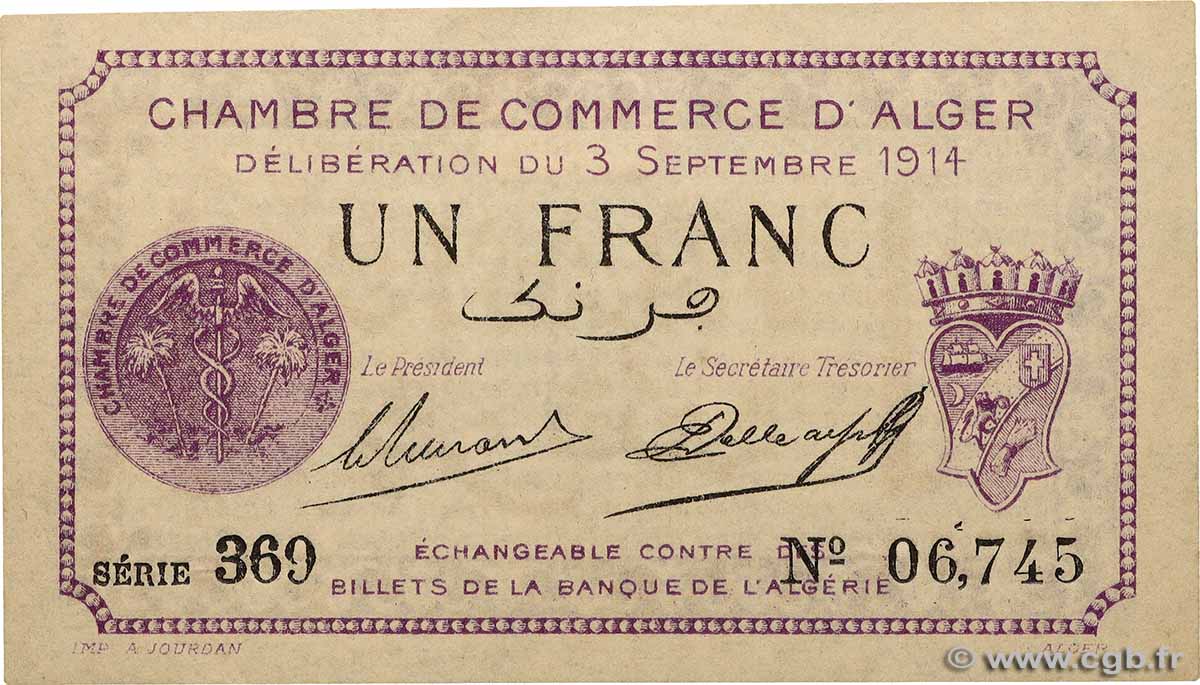 CHAMBRE DE COMMERCE D'ALGER
DÉLIBÉRATION DU 3 SEPTEMBRE 1914
UN FRANC
فرنک
CHAMBRE DE COMMERCE D'ALGER
Le Président
Le Secrétaire Trésorier
SÉRIE 369
ÉCHANGEABLE CONTRE DES
BILLETS DE LA BANQUE DE L'ALGÉRIE
Nº 06,745
IMP A JOURDAN
ALGER
© www.cgb.fr